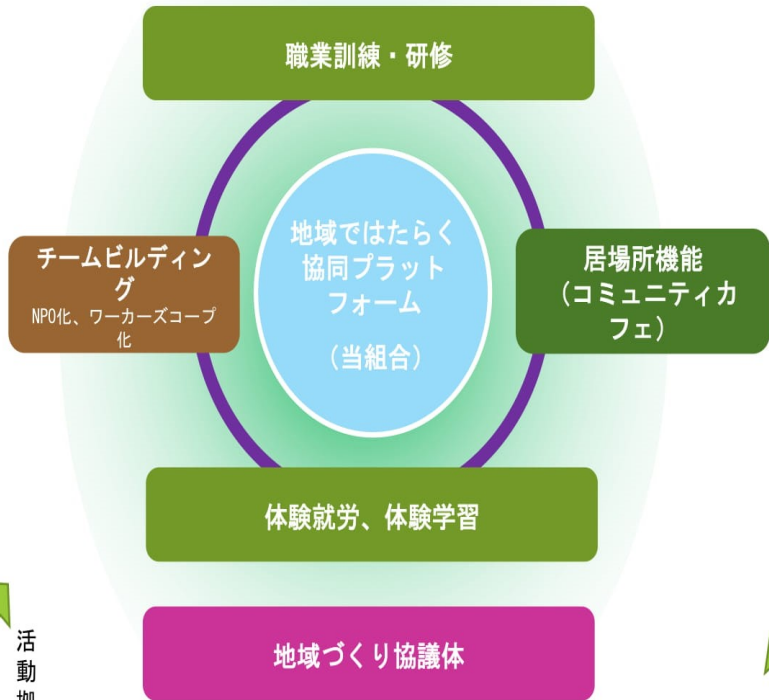 職業訓練・研修
地域ではたらく
協同プラット
フォーム
（当組合）
チームビルディン
グ
NPO化、ワーカーズコープ
化
居場所機能
（コミュニティカ
フェ）
体験就労、体験学習
地域づくり協議体
活
動
拠